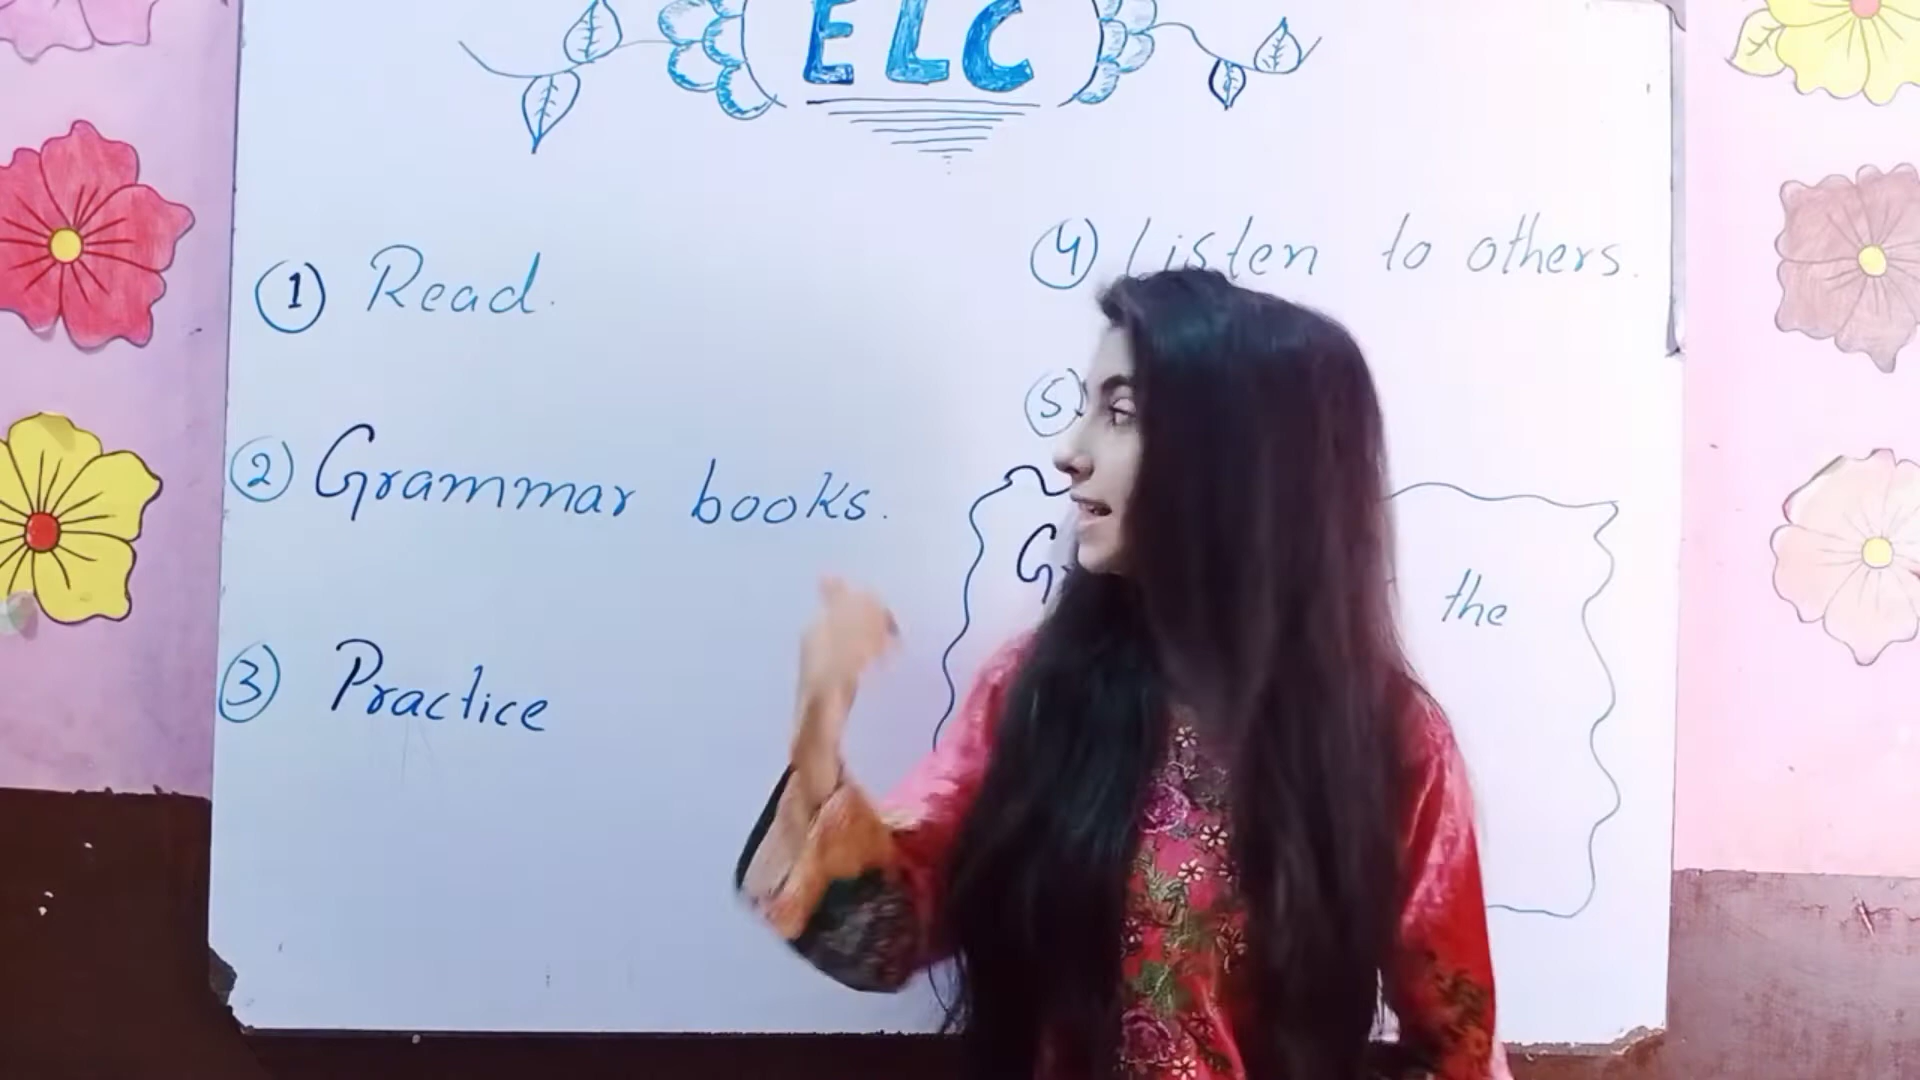 ELC
1 Read.
2 Grammar books.
3 Practice
4 Listen to others.
5
the